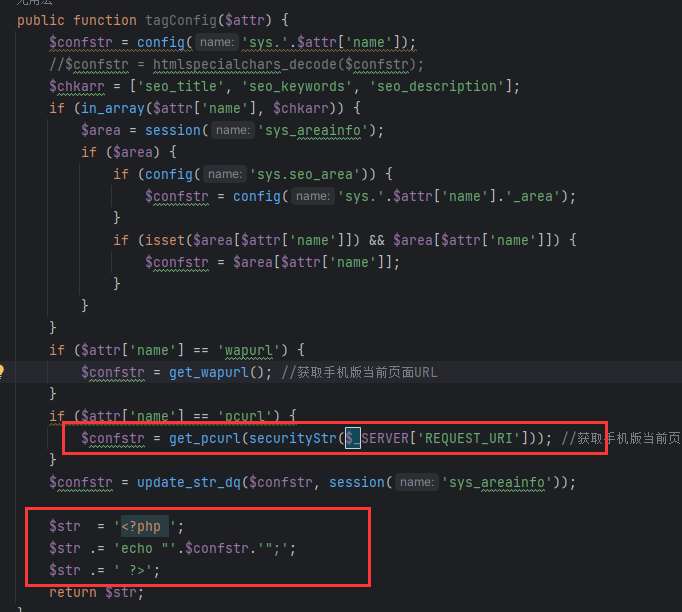 public function tagConfig($attr) {
$confstr = config( name: 'sys.'.$attr['name']);
//$confstr = htmlspecialchars_decode($confstr);
$chkarr = ['seo_title', 'seo_keywords', 'seo_description'];
if (in_array($attr['name'], $chkarr)) {
$area = session( name: 'sys_areainfo');
if ($area) {
if (config( name: 'sys.seo_area')) {
$confstr = config( name: 'sys.'.$attr['name'].'_area');
}
if (isset($area[$attr['name']]) && $area[$attr['name']]) {
$confstr = $area[$attr['name']];
}
}
}
if ($attr['name'] == 'wapurl') {
$confstr = get_wapurl(); //获取手机版当前页面URL
}
if ($attr['name'] == 'pcurl') {
$confstr = get_pcurl(securityStr($_SERVER['REQUEST_URI'])); //获取手机版当前页
}
$confstr = update_str_dq($confstr, session( name: 'sys_areainfo'));
$str = '<?php ';
$str .= 'echo "'.$confstr.'";';
$str .= ' ?>';
return $str;